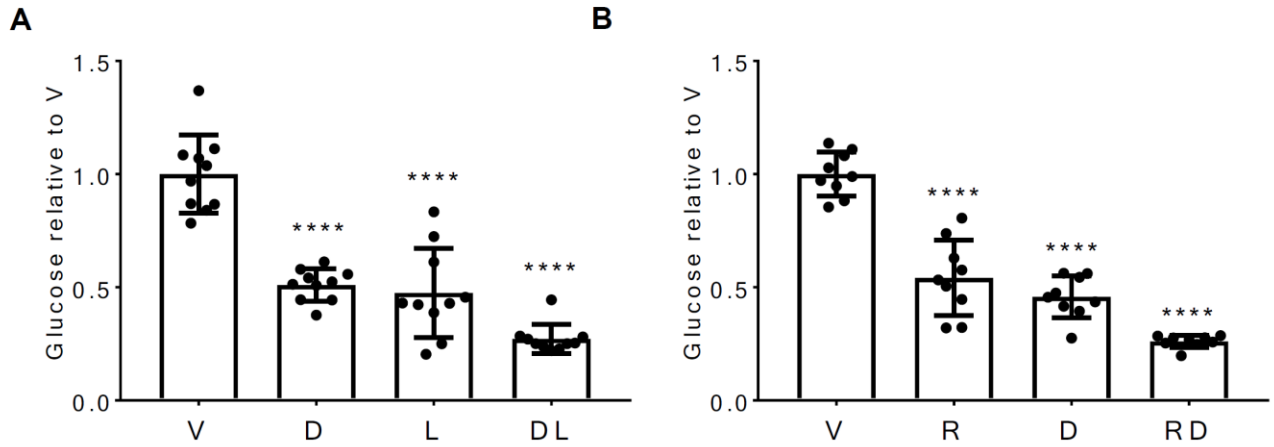 A
Glucose relative to V
1.5
1.0
0.5
0.0
****
****
****
V D L DL
B
Glucose relative to V
1.5
1.0
0.5
0.0
****
****
****
V R D RD